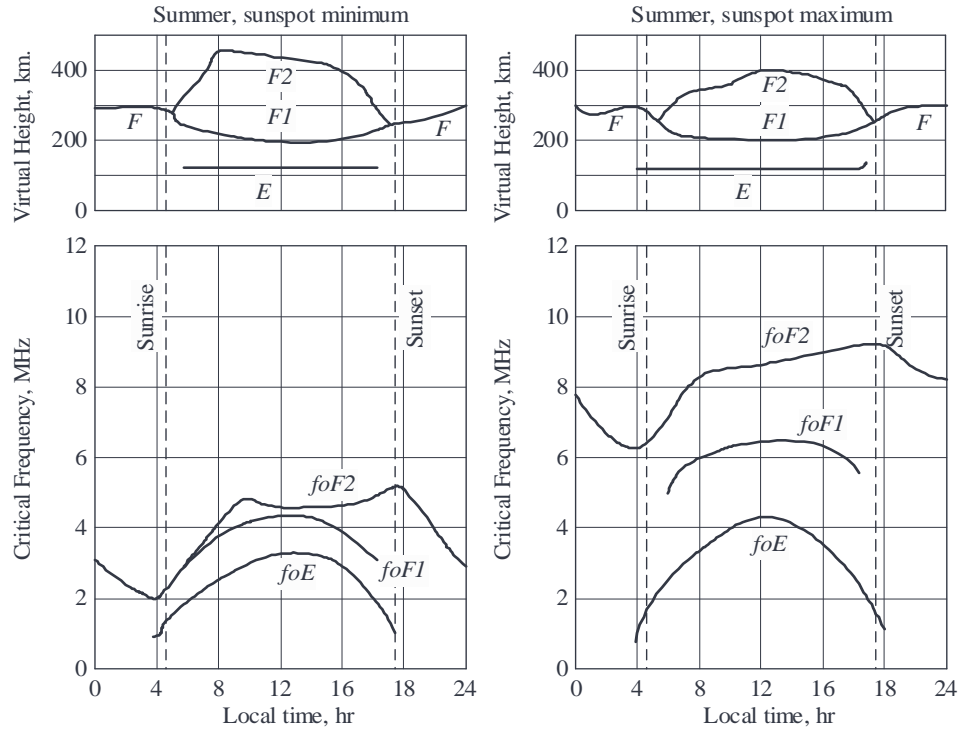 Summer, sunspot minimum
Virtual Height, km.
400
200
0
F
F2
F1
F
E
Critical Frequency, MHz
12
10
8
6
4
2
0
Sunrise
Sunset
foF2
foF1
foE
0 4 8 12 16 18 24
Local time, hr
Summer, sunspot maximum
Virtual Height, km.
400
200
0
F
F2
F1
F
E
Critical Frequency, MHz
12
10
8
6
4
2
0
Sunrise
Sunset
foF2
foF1
foE
0 4 8 12 16 18 24
Local time, hr